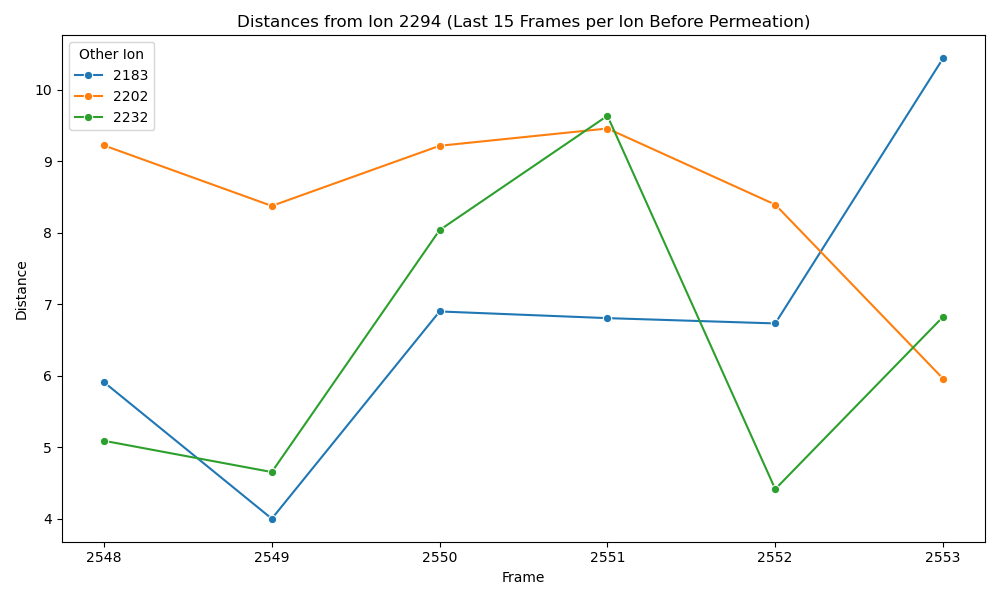 Distances from Ion 2294 (Last 15 Frames per Ion Before Permeation)
Other Ion
2183
2202
2232
Distance
10
9
8
7
6
5
4
2548 2549 2550 2551 2552 2553
Frame